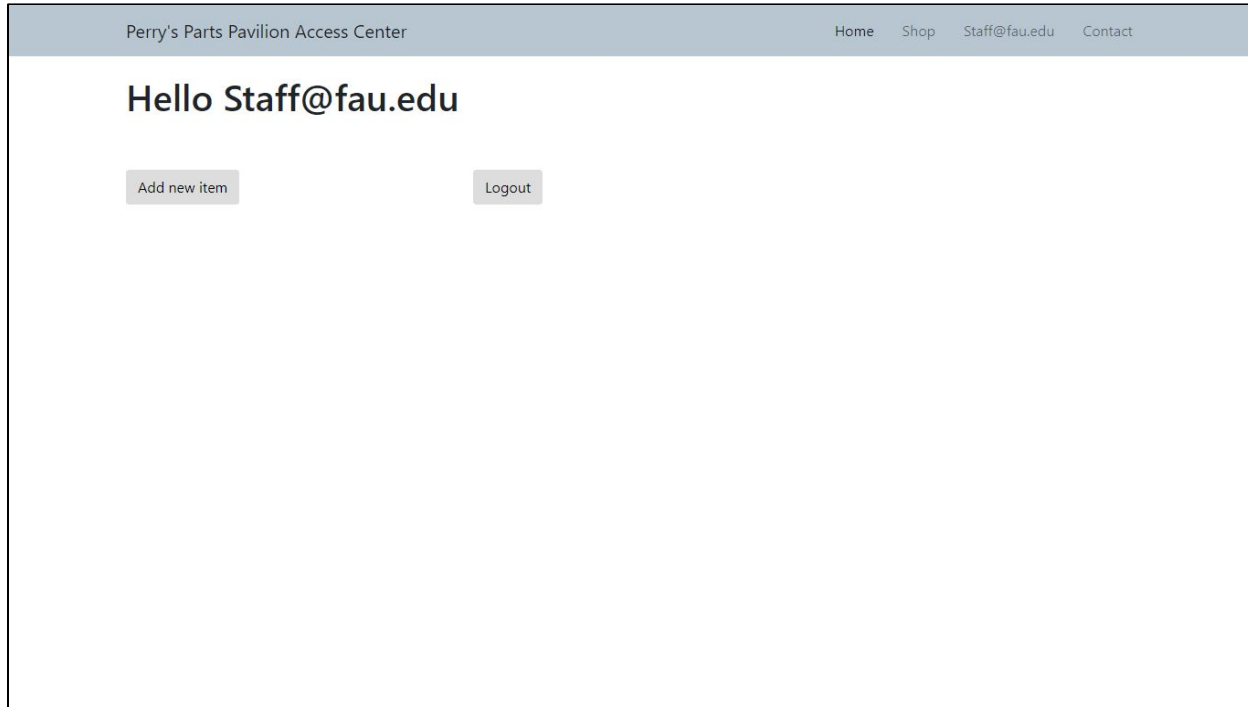 Perry's Parts Pavilion Access Center Home Shop Staff@fau.edu Contact
Hello Staff@fau.edu
Add new item Logout